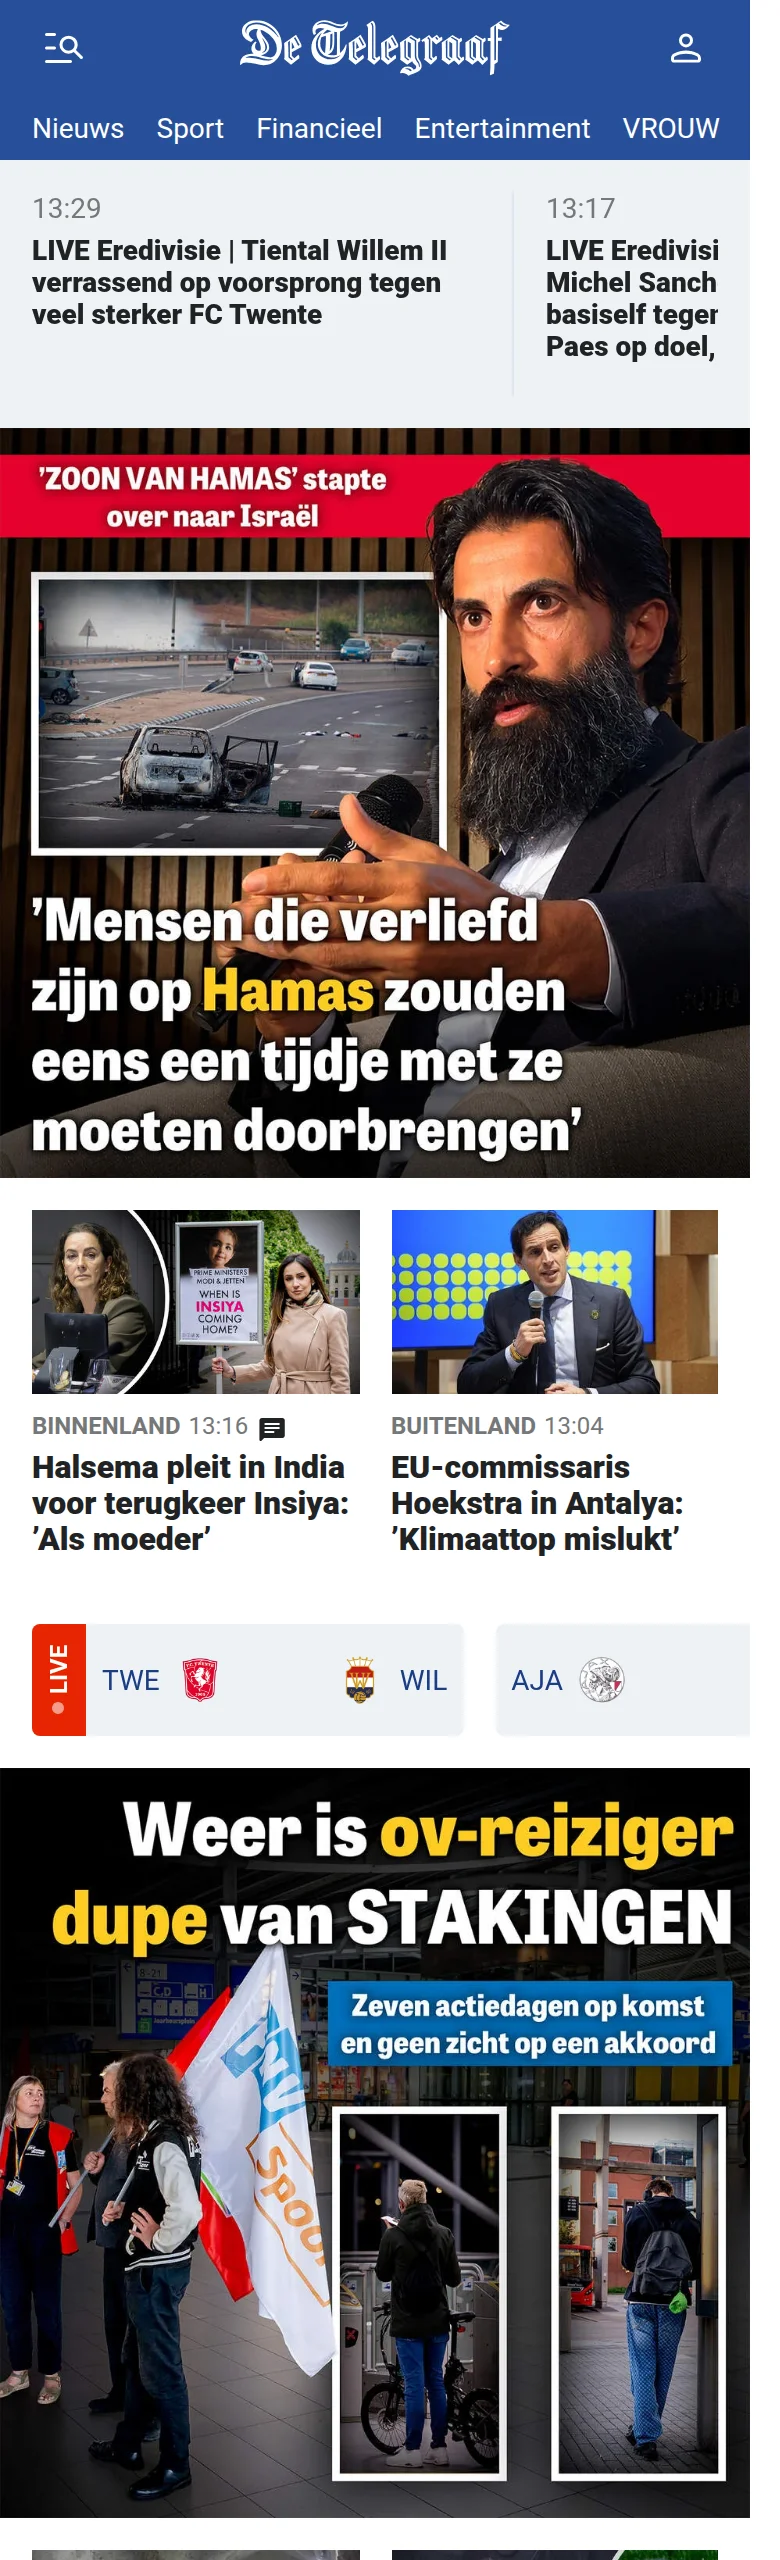 De Telegraaf
Nieuws Sport Financieel Entertainment VROUW
13:29
LIVE Eredivisie | Tiental Willem II
verrassend op voorsprong tegen
veel sterker FC Twente
13:17
LIVE Eredivisi
Michel Sanch
basiself teger
Paes op doel,
’ZOON VAN HAMAS’ stapte
over naar Israël
’Mensen die verliefd
zijn op Hamas zouden
eens een tijdje met ze
moeten doorbrengen’
PRIME MINISTERS
MODI & JETTEN
WHEN IS
INSIYA
COMING
HOME?
BINNENLAND 13:16
Halsema pleit in India
voor terugkeer Insiya:
’Als moeder’
BUITENLAND 13:04
EU-commissaris
Hoekstra in Antalya:
’Klimaattop mislukt’
LIVE
TWE
WIL
AJA
Weer is ov-reiziger
dupe van STAKINGEN
Zeven actiedagen op komst
en geen zicht op een akkoord
8-21
C,D
H
FNV
Spoor